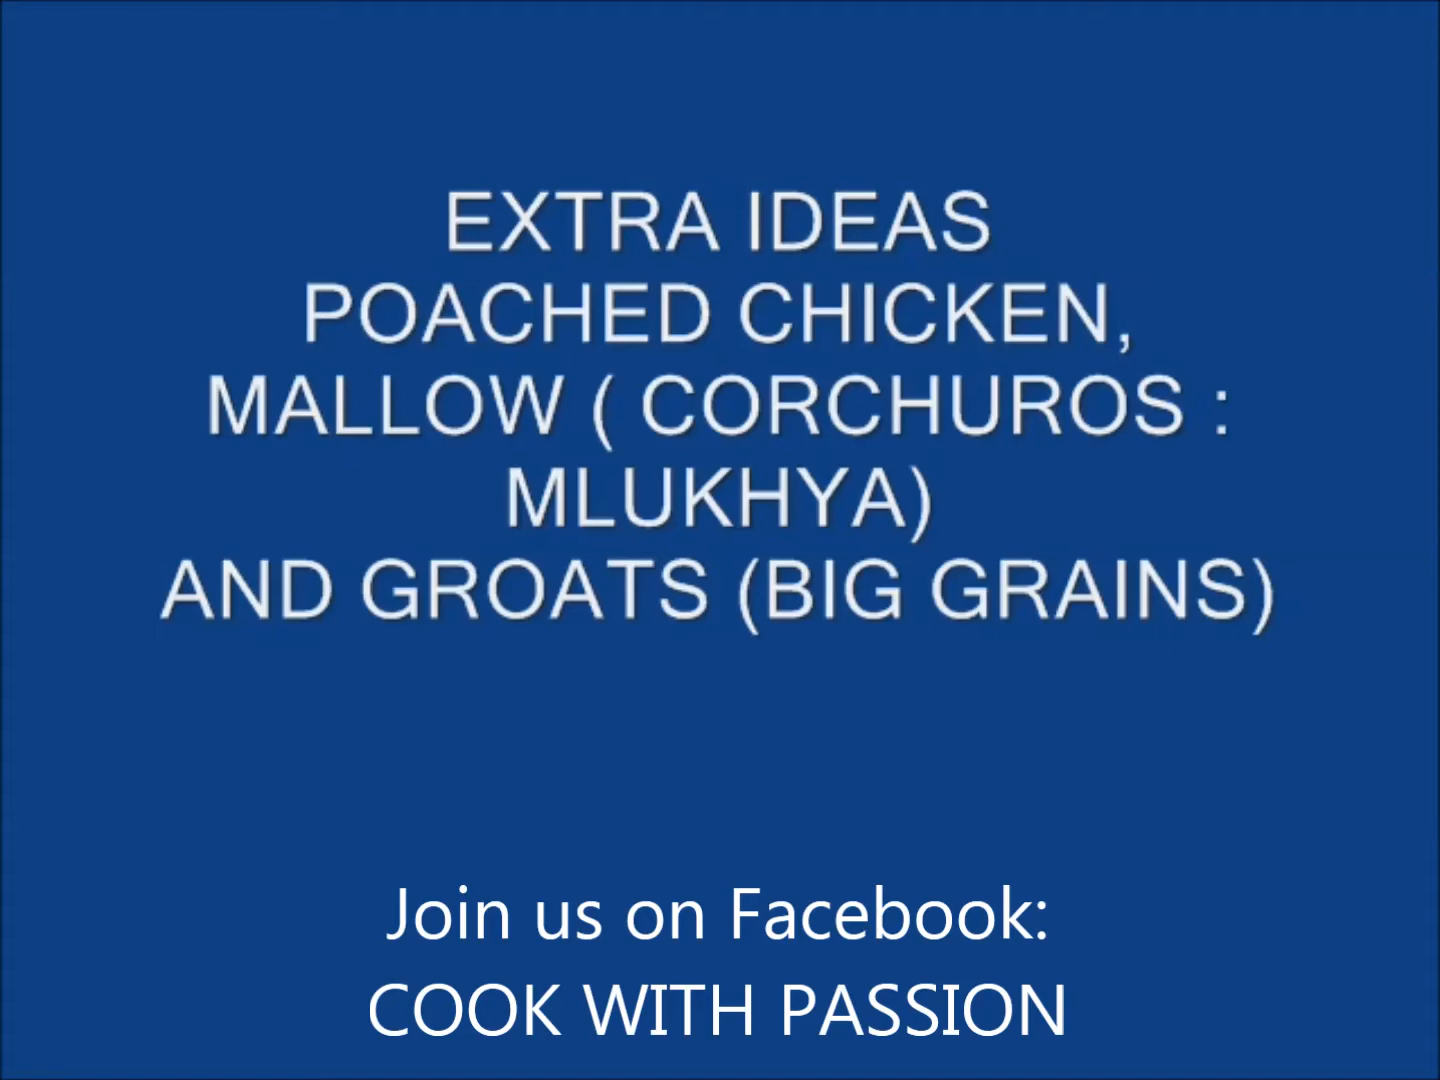 EXTRA IDEAS
POACHED CHICKEN,
MALLOW ( CORCHUROS :
MLUKHYA)
AND GROATS (BIG GRAINS)
Join us on Facebook:
COOK WITH PASSION